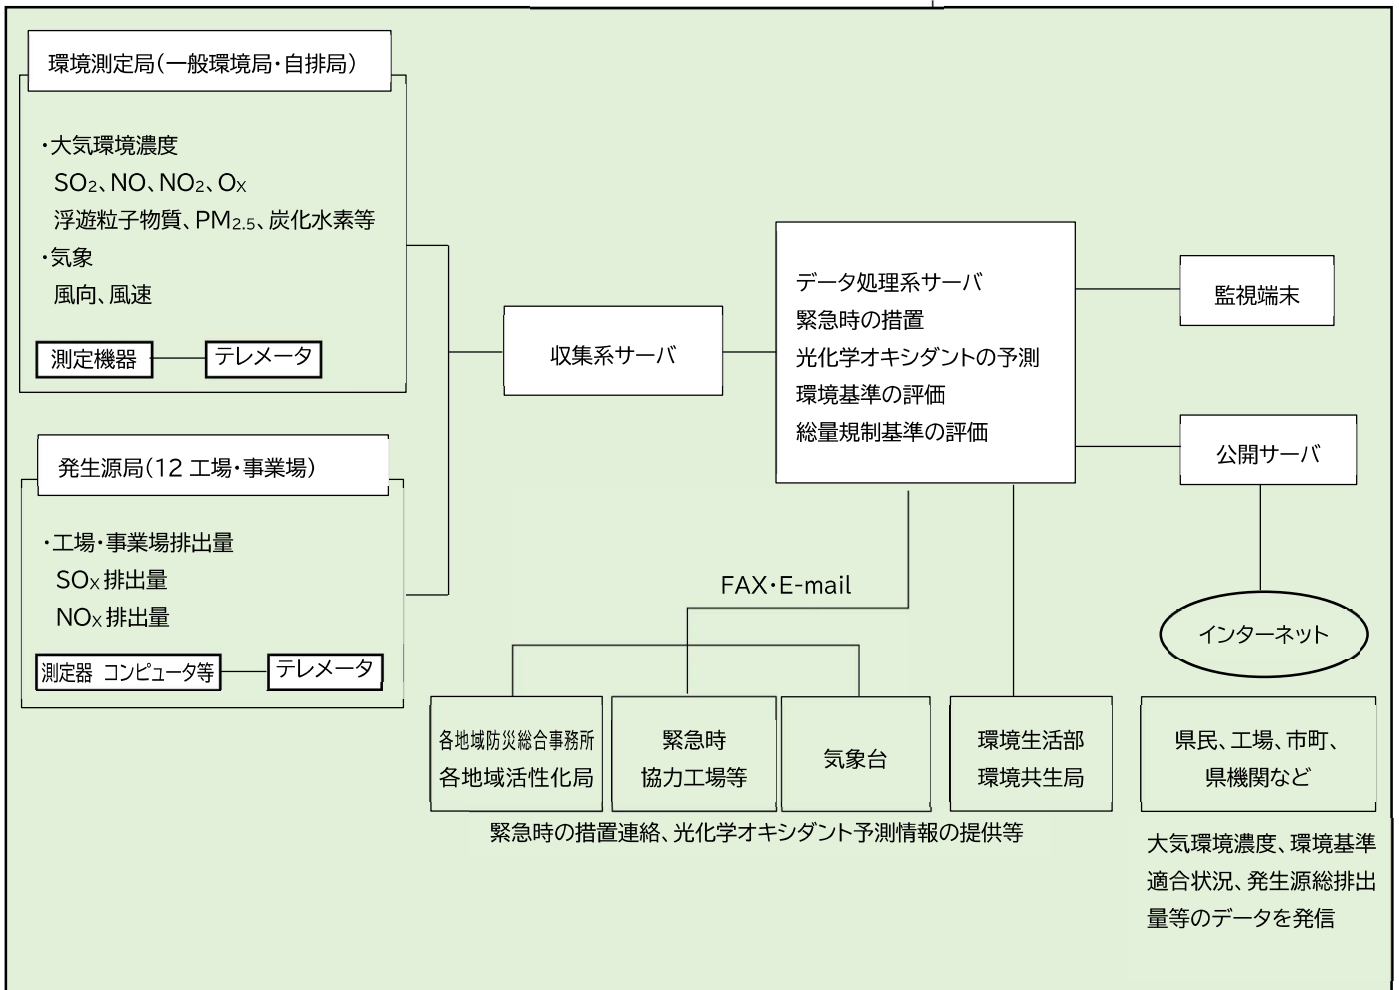 環境測定局(一般環境局・自排局)
・大気環境濃度
SO₂、NO、NO₂、Oₓ
浮遊粒子物質、PM₂.₅、炭化水素等
・気象
風向、風速
測定機器
テレメータ
発生源局(12 工場・事業場)
・工場・事業場排出量
SOₓ排出量
NOₓ排出量
測定器 コンピュータ等
テレメータ
収集系サーバ
データ処理系サーバ
緊急時の措置
光化学オキシダントの予測
環境基準の評価
総量規制基準の評価
監視端末
公開サーバ
インターネット
FAX・E-mail
各地域防災総合事務所
各地域活性化局
緊急時
協力工場等
気象台
環境生活部
環境共生局
県民、工場、市町、
県機関など
緊急時の措置連絡、光化学オキシダント予測情報の提供等
大気環境濃度、環境基準
適合状況、発生源総排出
量等のデータを発信